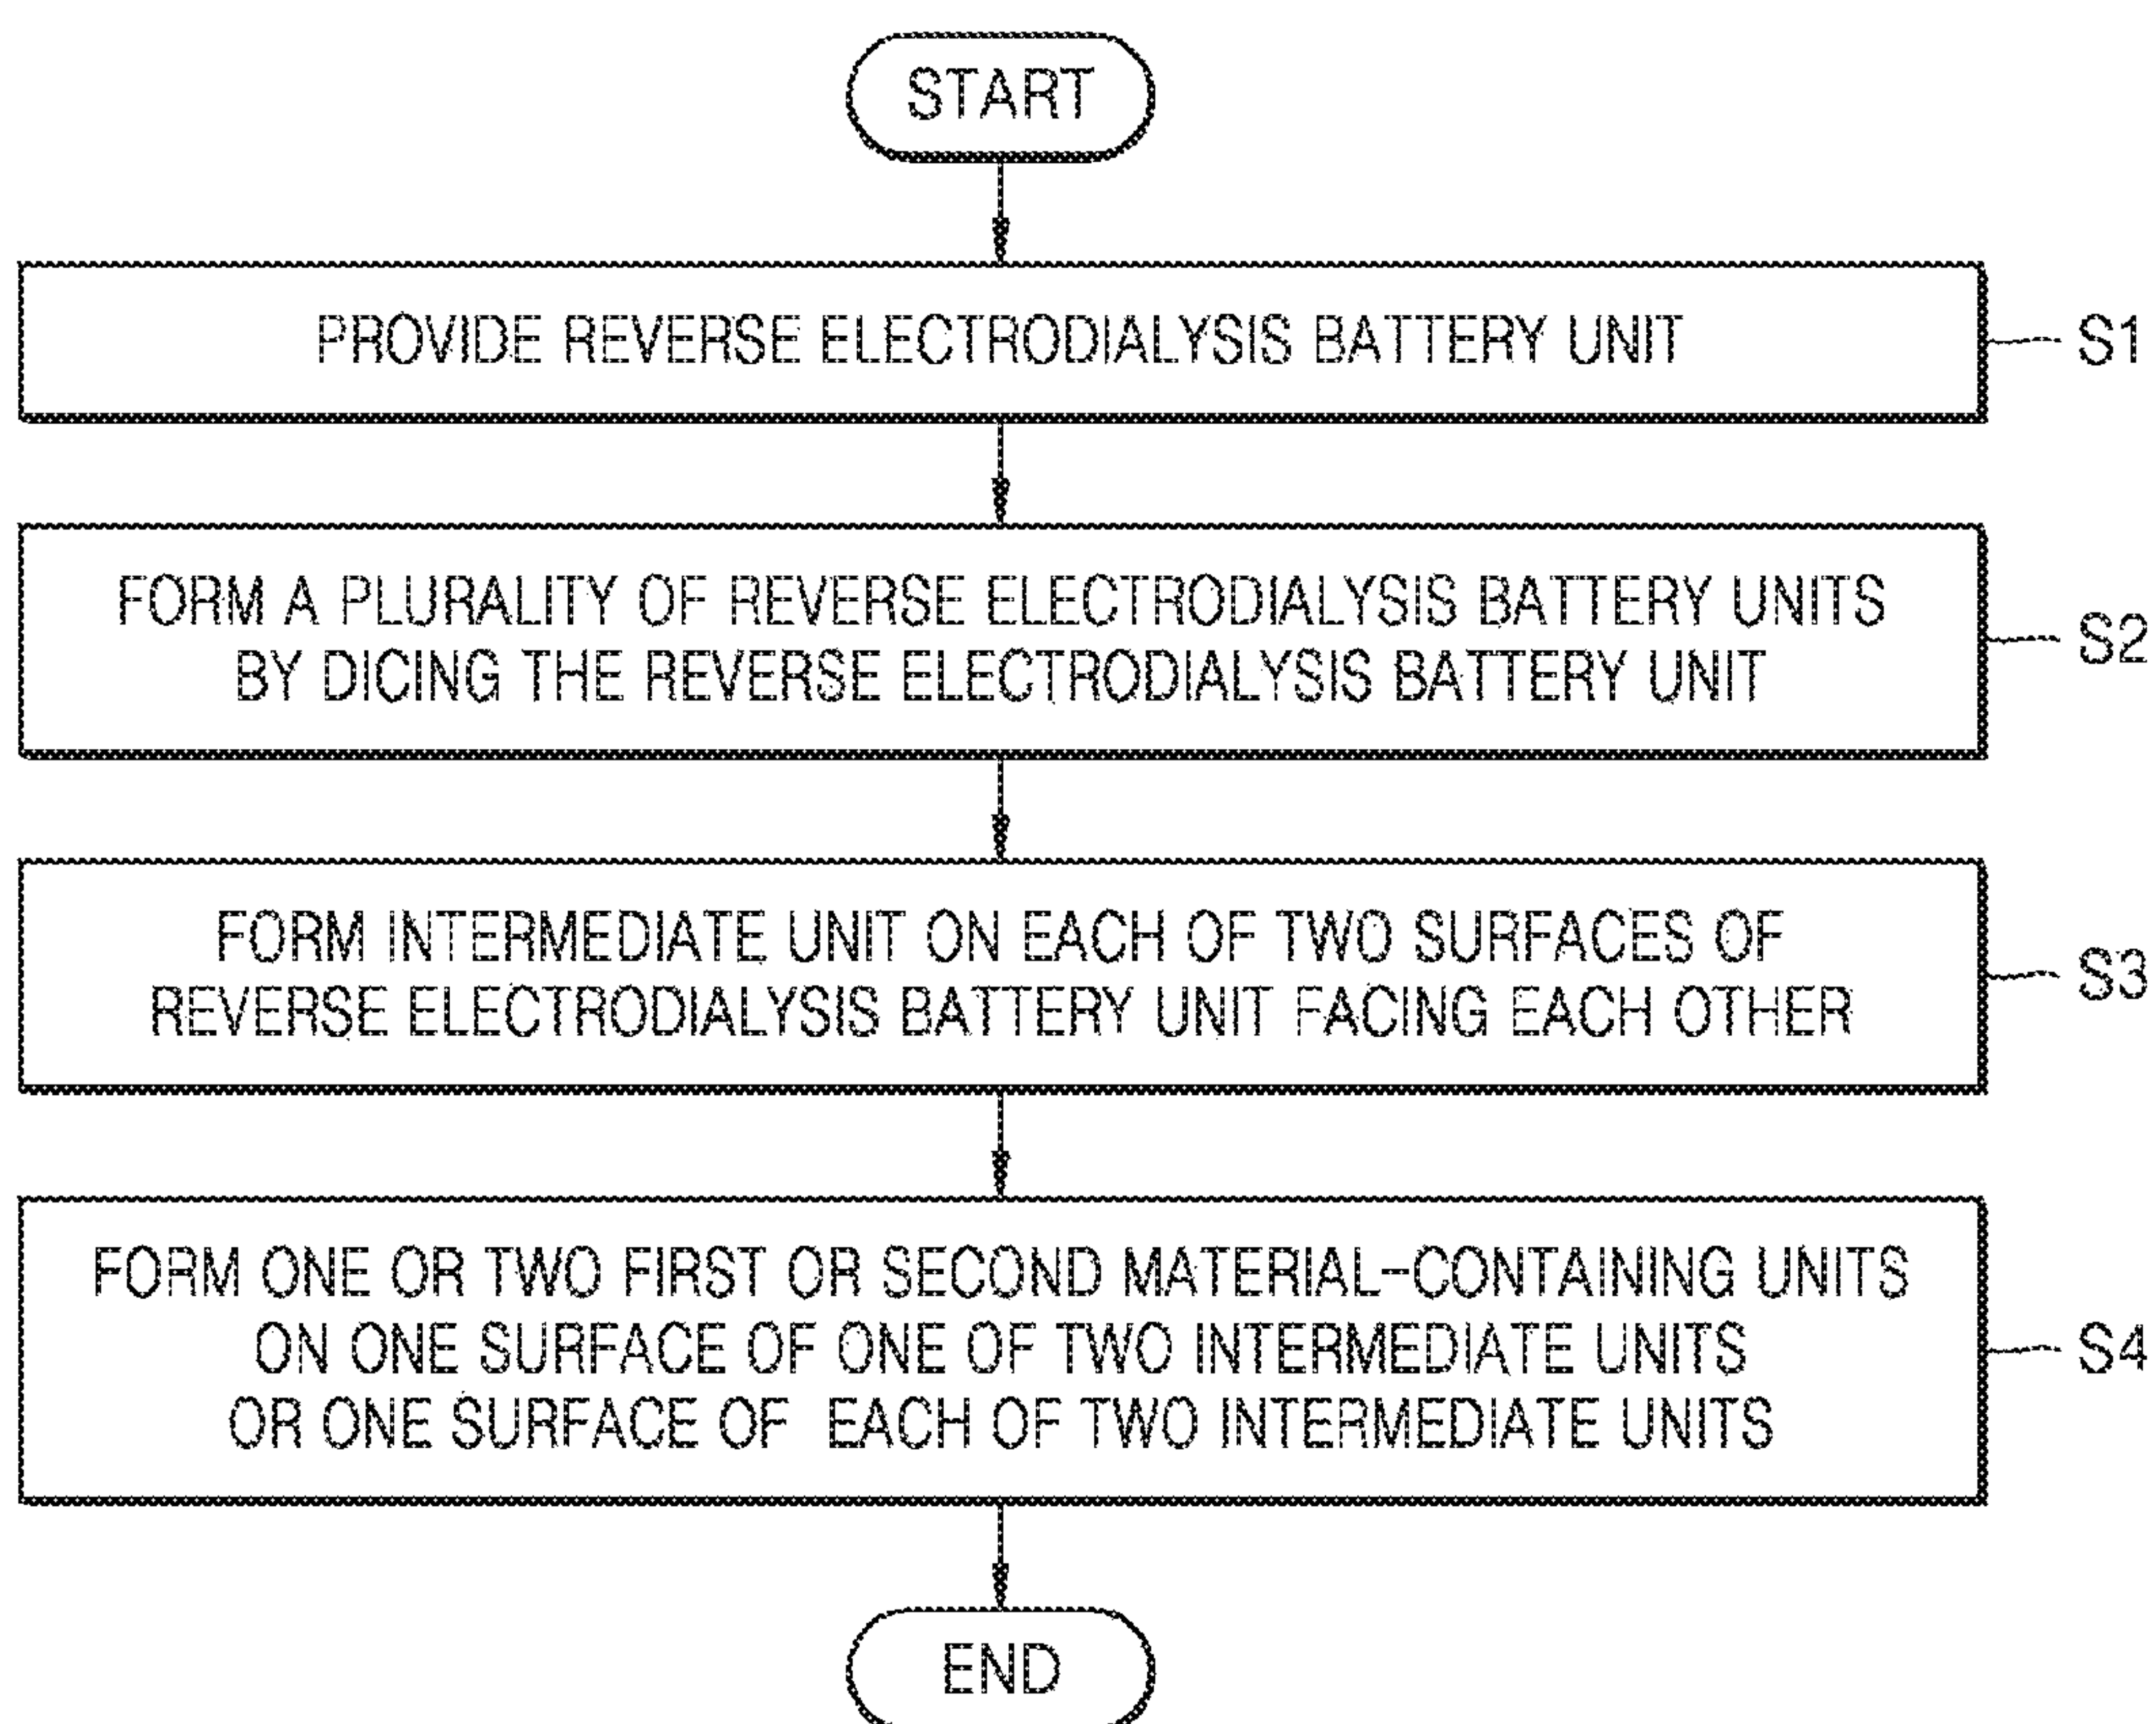 START
PROVIDE REVERSE ELECTRODIALYSIS BATTERY UNIT
S1
FORM A PLURALITY OF REVERSE ELECTRODIALYSIS BATTERY UNITS
BY DICING THE REVERSE ELECTRODIALYSIS BATTERY UNIT
S2
FORM INTERMEDIATE UNIT ON EACH OF TWO SURFACES OF
REVERSE ELECTRODIALYSIS BATTERY UNIT FACING EACH OTHER
S3
FORM ONE OR TWO FIRST OR SECOND MATERIAL-CONTAINING UNITS
ON ONE SURFACE OF ONE OF TWO INTERMEDIATE UNITS
OR ONE SURFACE OF EACH OF TWO INTERMEDIATE UNITS
S4
END